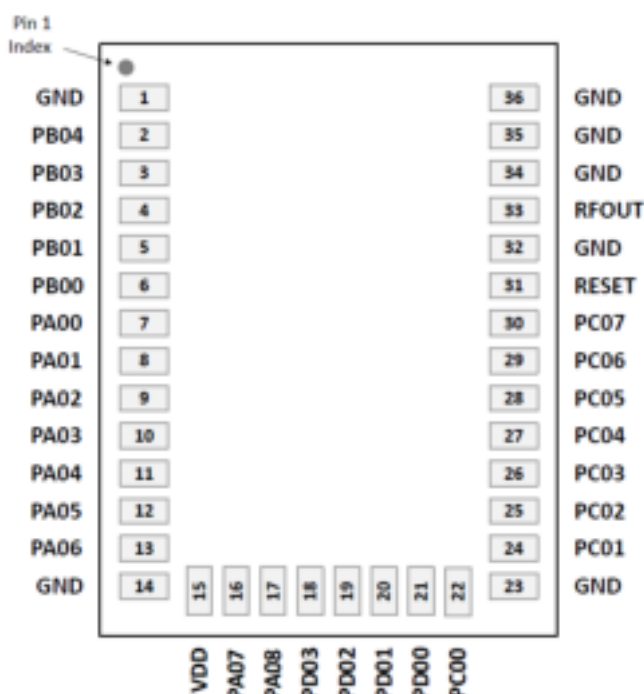 Pin 1
Index
GND 1 36 GND
PB04 2 35 GND
PB03 3 34 GND
PB02 4 33 RFOUT
PB01 5 32 GND
PB00 6 31 RESET
PA00 7 30 PC07
PA01 8 29 PC06
PA02 9 28 PC05
PA03 10 27 PC04
PA04 11 26 PC03
PA05 12 25 PC02
PA06 13 24 PC01
GND 14 23 GND
15 16 17 18 19 20 21 22
VDD PA07 PA08 PD03 PD02 PD01 PD00 PC00